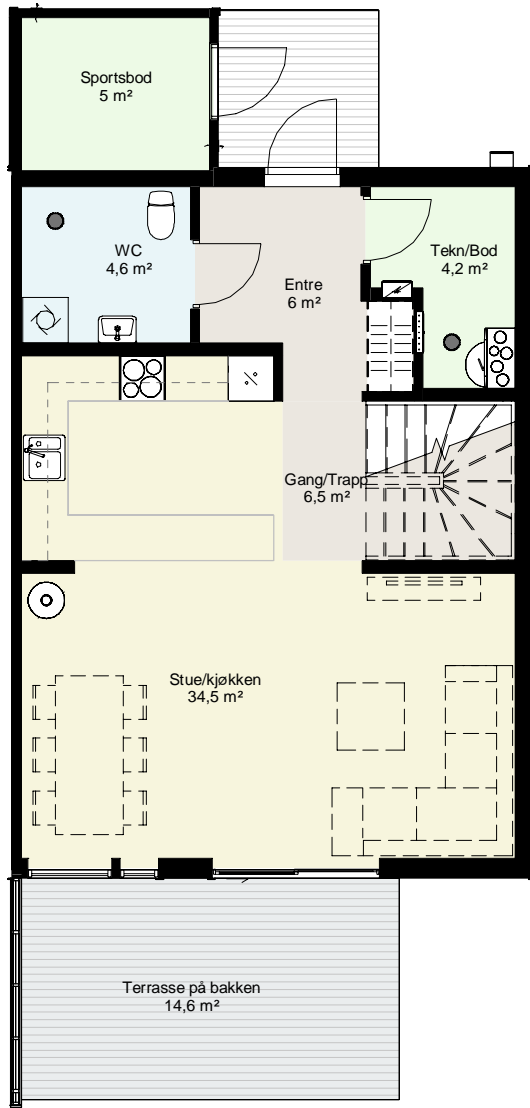 Sportsbod
5 m²
WC
4,6 m²
Entre
6 m²
Tekn/Bod
4,2 m²
Gang/Trapp
6,5 m²
Stue/kjøkken
34,5 m²
Terrasse på bakken
14,6 m²